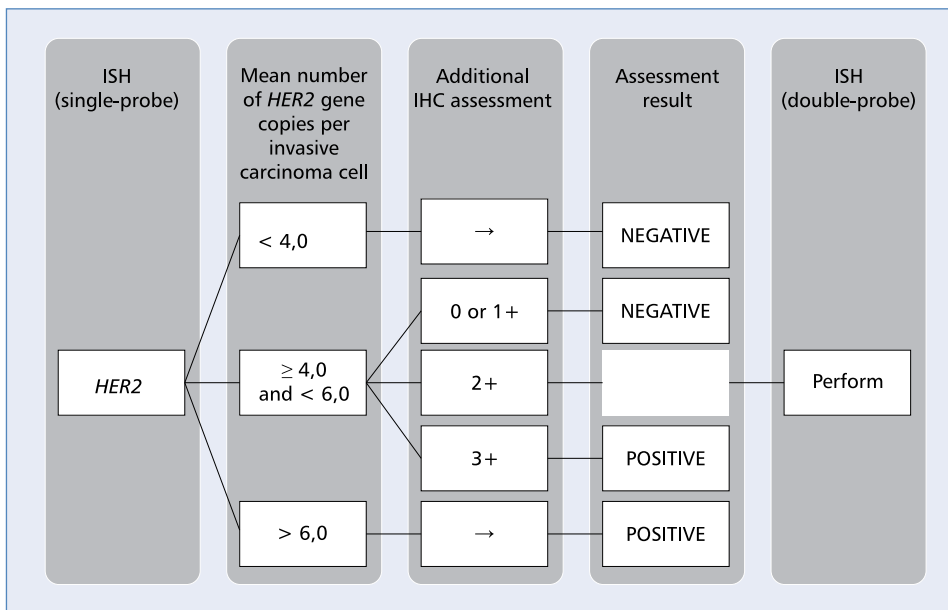 ISH
(single-probe)
Mean number
of HER2 gene
copies per
invasive
carcinoma cell
Additional
IHC assessment
Assessment
result
ISH
(double-probe)
< 4,0
→
NEGATIVE
0 or 1+
NEGATIVE
HER2
≥ 4,0
and < 6,0
2+
Perform
3+
POSITIVE
> 6,0
→
POSITIVE